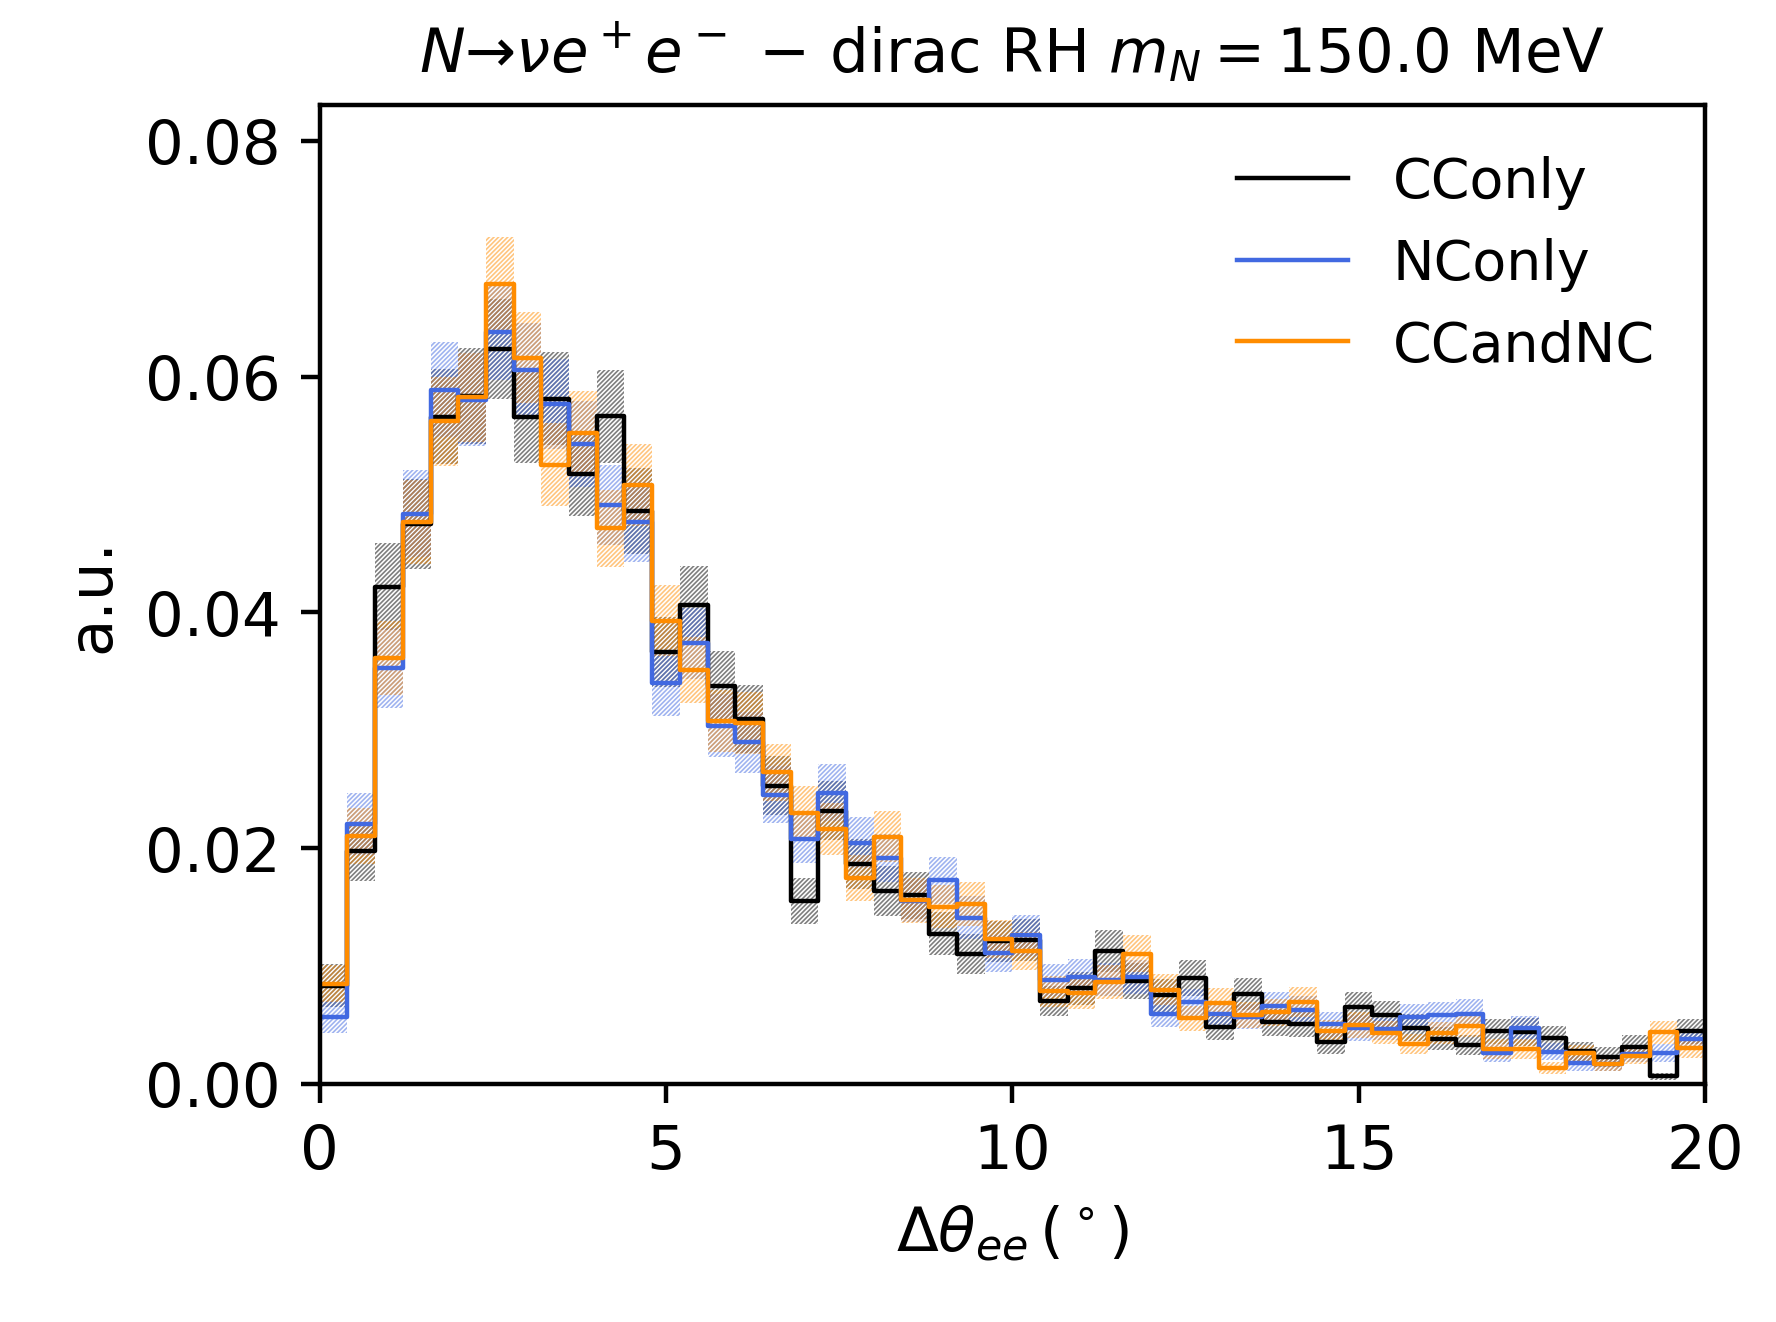 N→νe⁺e⁻ − dirac RH m_N = 150.0 MeV
0.08
0.06
0.04
0.02
0.00
a.u.
CConly
NConly
CCandNC
0 5 10 15 20
Δθ_ee (°)